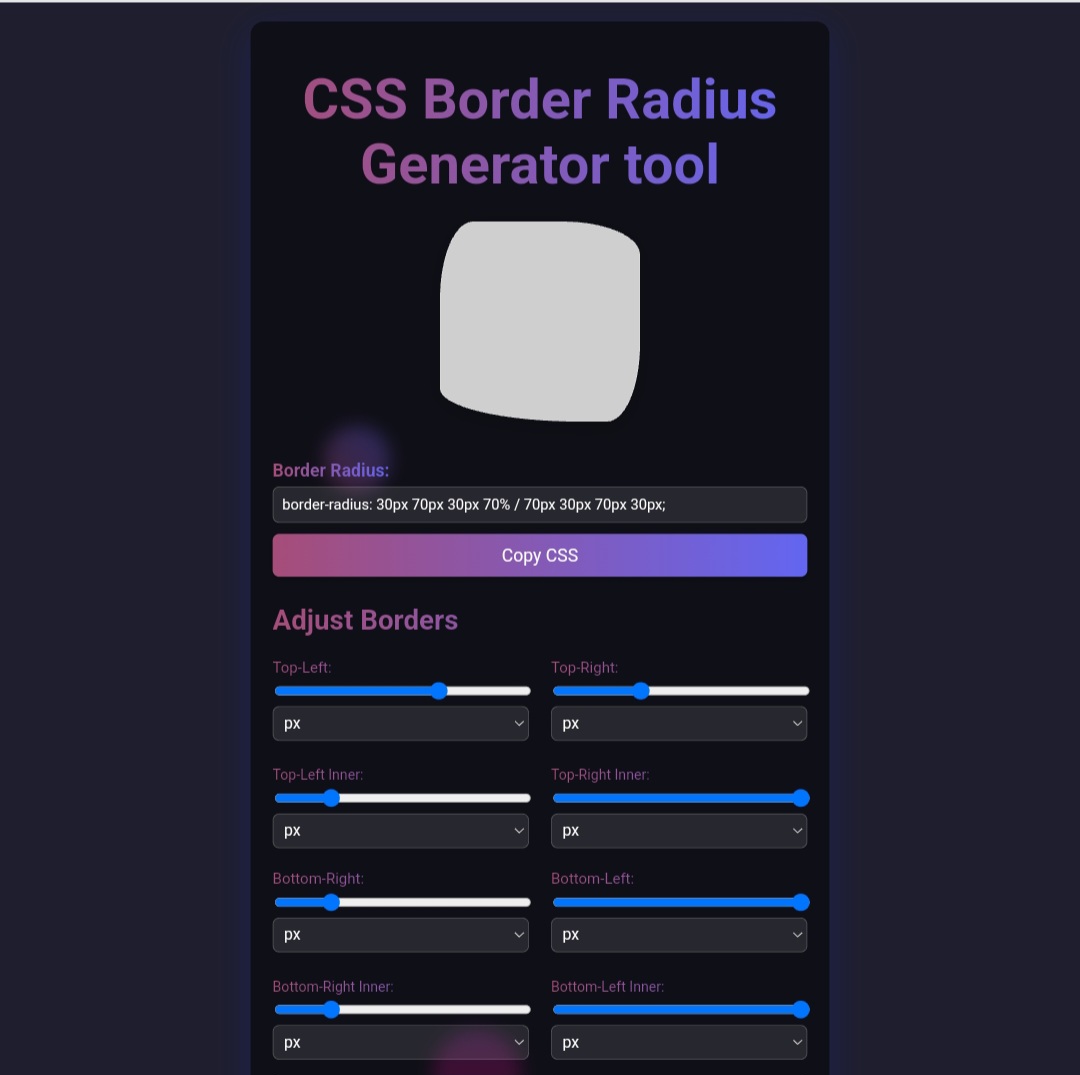 CSS Border Radius
Generator tool
Border Radius:
border-radius: 30px 70px 30px 70% / 70px 30px 70px 30px;
Copy CSS
Adjust Borders
Top-Left:
Top-Right:
px
px
Top-Left Inner:
Top-Right Inner:
px
px
Bottom-Right:
Bottom-Left:
px
px
Bottom-Right Inner:
Bottom-Left Inner:
px
px